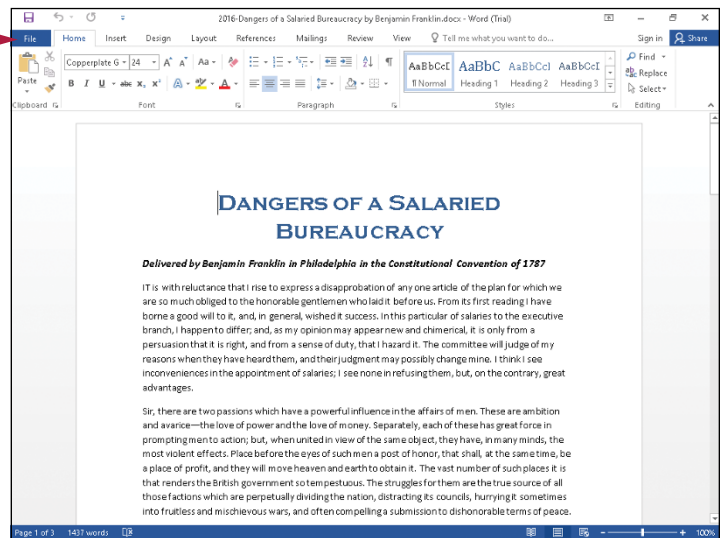 2016-Dangers of a Salaried Bureaucracy by Benjamin Franklin.docx - Word (Trial)
File Home Insert Design Layout References Mailings Review View Tell me what you want to do... Sign in Share
Paste
Copperplate G 24 A A Aa
B I U abc X₂ X² A ab A
AaBbCcI AaBbC AaBbCcI AaBbCcI
¶ Normal Heading 1 Heading 2 Heading 3
Find
Replace
Select
Clipboard Font Paragraph Styles Editing
DANGERS OF A SALARIED
BUREAUCRACY
Delivered by Benjamin Franklin in Philadelphia in the Constitutional Convention of 1787
IT is with reluctance that I rise to express a disapprobation of any one article of the plan for which we
are so much obliged to the honorable gentlemen who laid it before us. From its first reading I have
borne a good will to it, and, in general, wished it success. In this particular of salaries to the executive
branch, I happen to differ; and, as my opinion may appear new and chimerical, it is only from a
persuasion that it is right, and from a sense of duty, that I hazard it. The committee will judge of my
reasons when they have heard them, and their judgment may possibly change mine. I think I see
inconveniences in the appointment of salaries; I see none in refusing them, but, on the contrary, great
advantages.
Sir, there are two passions which have a powerful influence in the affairs of men. These are ambition
and avarice—the love of power and the love of money. Separately, each of these has great force in
prompting men to action; but, when united in view of the same object, they have, in many minds, the
most violent effects. Place before the eyes of such men a post of honor, that shall, at the same time, be
a place of profit, and they will move heaven and earth to obtain it. The vast number of such places it is
that renders the British government so tempestuous. The struggles for them are the true source of all
those factions which are perpetually dividing the nation, distracting its councils, hurrying it sometimes
into fruitless and mischievous wars, and often compelling a submission to dishonorable terms of peace.
Page 1 of 3 1437 words 100%